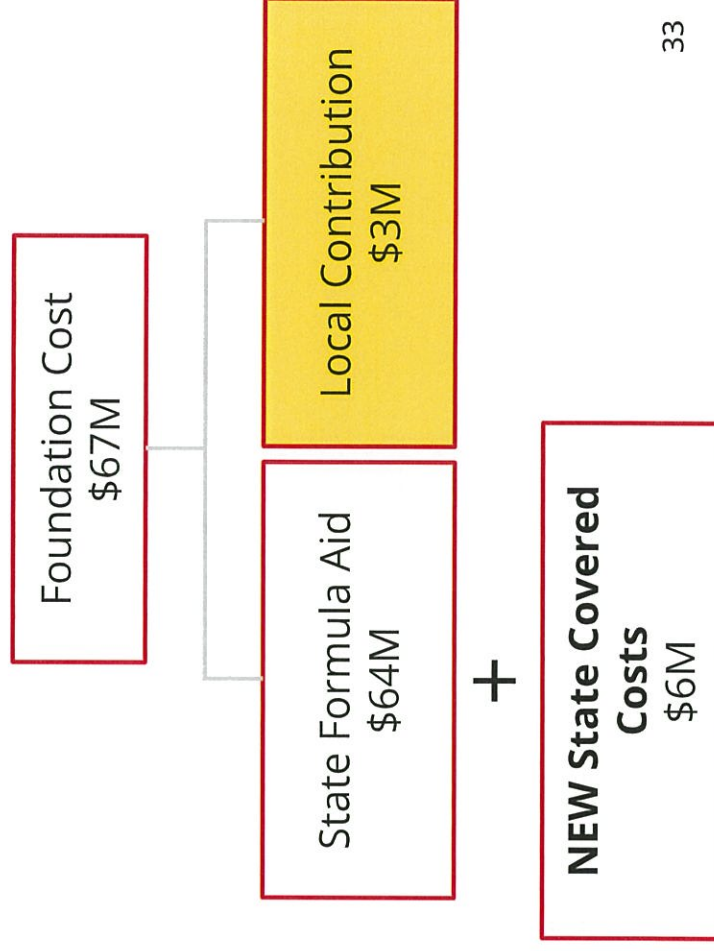 Foundation Cost
$67M
State Formula Aid
$64M
Local Contribution
$3M
+
NEW State Covered
Costs
$6M
33